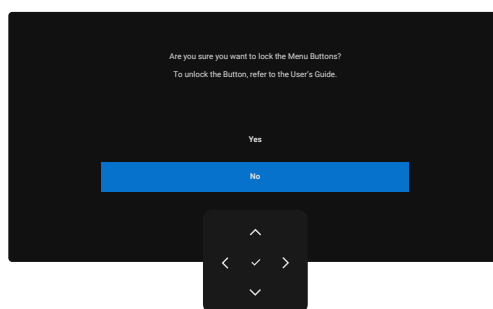 Are you sure you want to lock the Menu Buttons?
To unlock the Button, refer to the User's Guide.
Yes
No